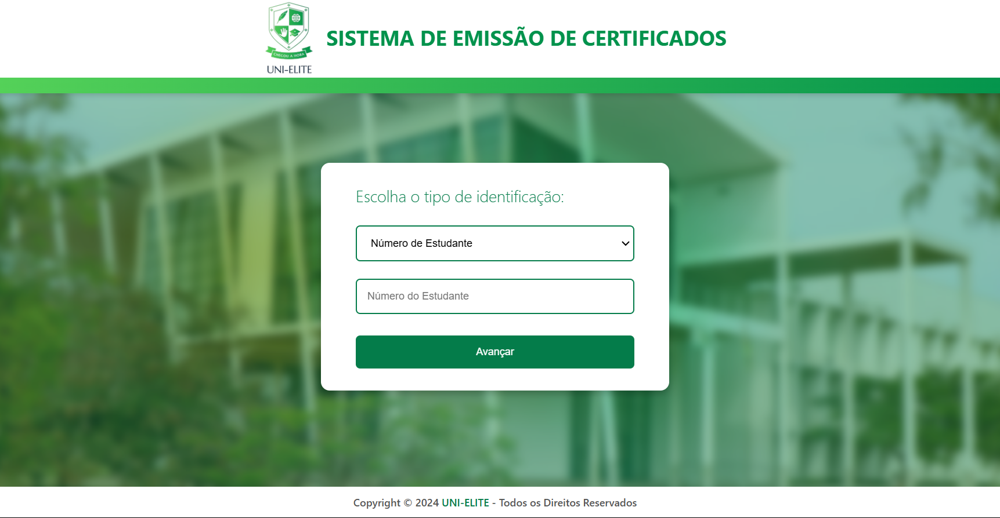 CHEGOU A HORA
UNI-ELITE
SISTEMA DE EMISSÃO DE CERTIFICADOS
Escolha o tipo de identificação:
Número de Estudante
Número do Estudante
Avançar
Copyright © 2024 UNI-ELITE - Todos os Direitos Reservados